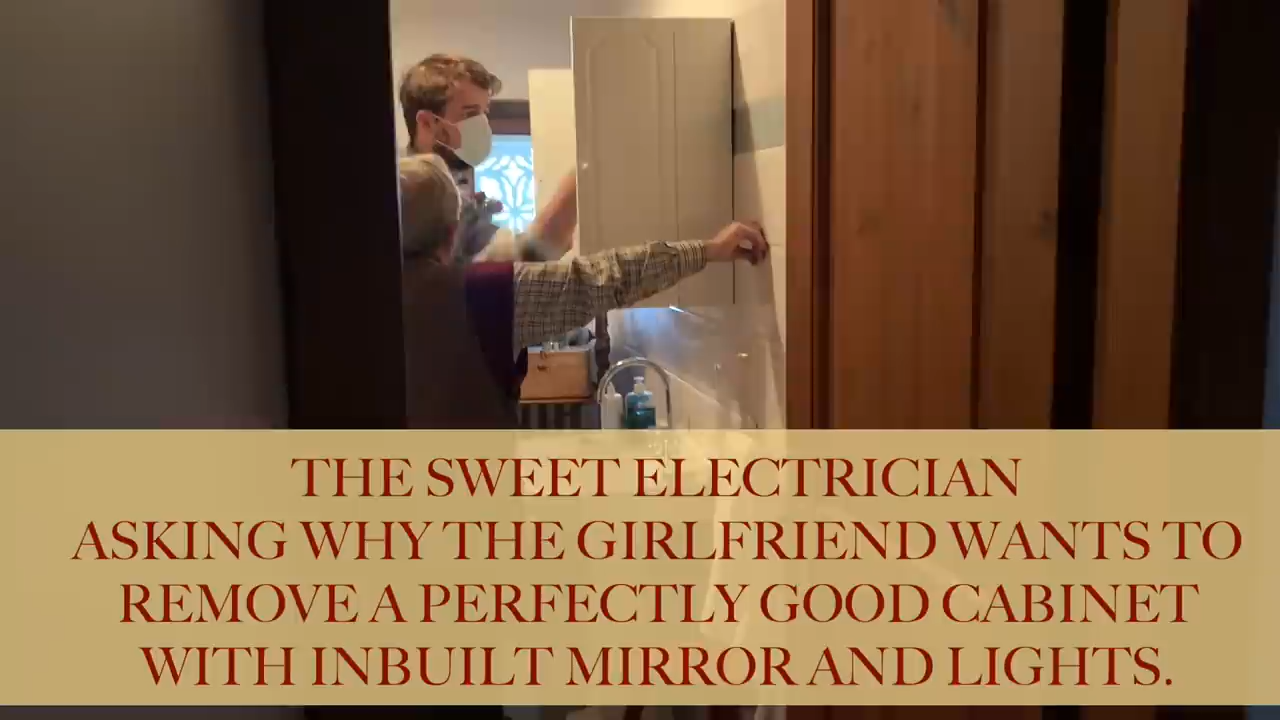 THE SWEET ELECTRICIAN
ASKING WHY THE GIRLFRIEND WANTS TO
REMOVE A PERFECTLY GOOD CABINET
WITH INBUILT MIRROR AND LIGHTS.